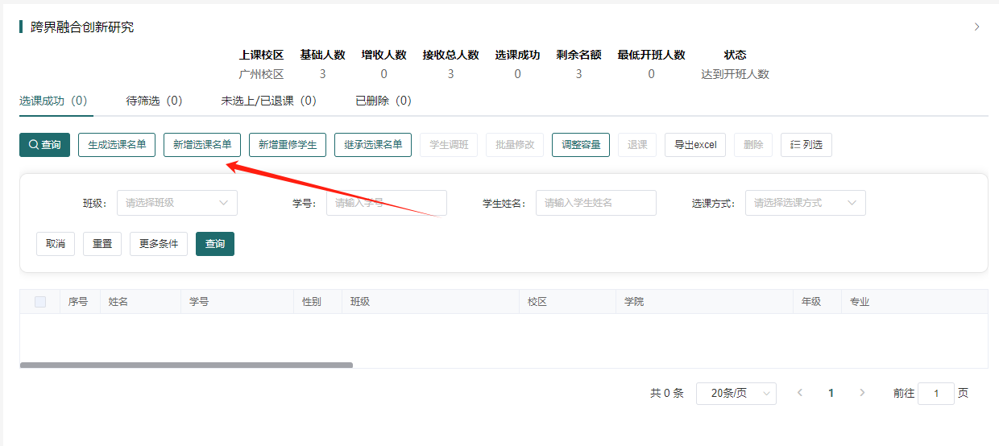 跨界融合创新研究
上课校区 基础人数 增收人数 接收总人数 选课成功 剩余名额 最低开班人数 状态
广州校区 3 0 3 0 3 0 达到开班人数
选课成功（0） 待筛选（0） 未选上/已退课（0） 已删除（0）
查询 生成选课名单 新增选课名单 新增重修学生 继承选课名单 学生调班 批量修改 调整容量 退课 导出excel 删除 列选
班级： 请选择班级 学号： 请输入学号 学生姓名： 请输入学生姓名 选课方式： 请选择选课方式
取消 重置 更多条件 查询
序号 姓名 学号 性别 班级 校区 学院 年级 专业
共 0 条 20条/页 1 前往 1 页